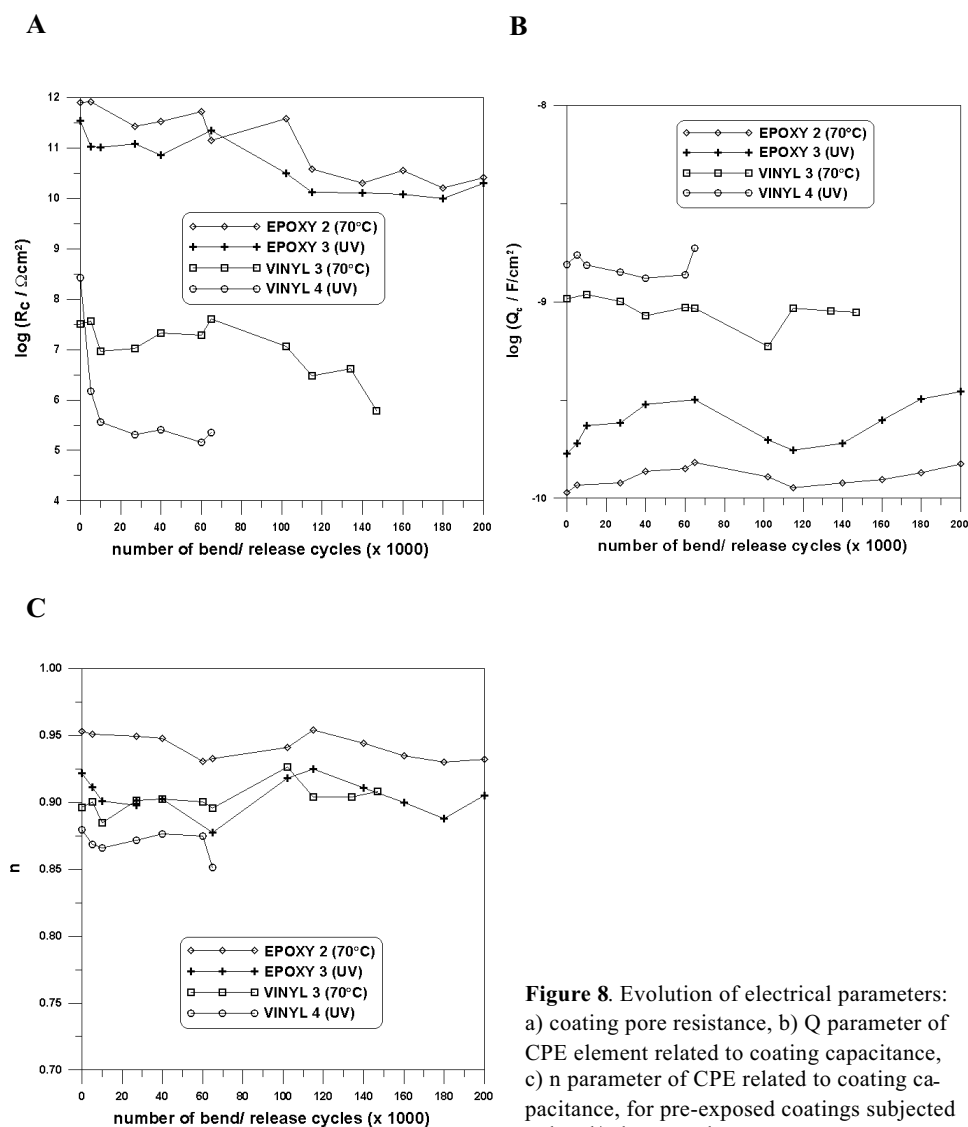 A
12
11
10
9
8
7
6
5
4
log (Rc / Ωcm²)
EPOXY 2 (70°C)
EPOXY 3 (UV)
VINYL 3 (70°C)
VINYL 4 (UV)
0 20 40 60 80 100 120 140 160 180 200
number of bend/ release cycles (x 1000)
B
-8
-9
-10
log (Qc / F/cm²)
EPOXY 2 (70°C)
EPOXY 3 (UV)
VINYL 3 (70°C)
VINYL 4 (UV)
0 20 40 60 80 100 120 140 160 180 200
number of bend/ release cycles (x 1000)
C
1.00
0.95
0.90
0.85
0.80
0.75
0.70
n
EPOXY 2 (70°C)
EPOXY 3 (UV)
VINYL 3 (70°C)
VINYL 4 (UV)
0 20 40 60 80 100 120 140 160 180 200
number of bend/ release cycles (x 1000)
Figure 8. Evolution of electrical parameters:
a) coating pore resistance, b) Q parameter of
CPE element related to coating capacitance,
c) n parameter of CPE related to coating ca-
pacitance, for pre-exposed coatings subjected